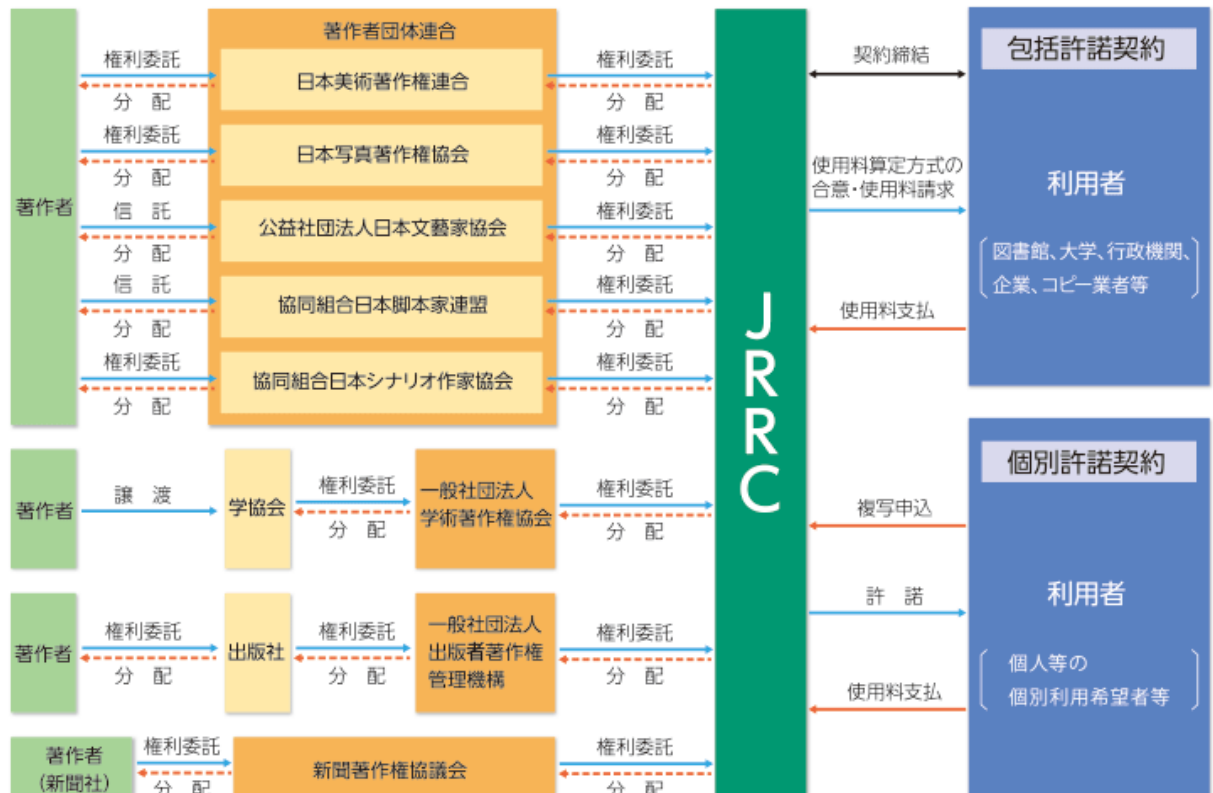 著作者団体連合
著作者
権利委託
分 配
日本美術著作権連合
権利委託
分 配
権利委託
分 配
日本写真著作権協会
権利委託
分 配
信 託
分 配
公益社団法人日本文藝家協会
権利委託
分 配
信 託
分 配
協同組合日本脚本家連盟
権利委託
分 配
権利委託
分 配
協同組合日本シナリオ作家協会
権利委託
分 配
著作者
譲 渡
学協会
権利委託
分 配
一般社団法人
学術著作権協会
権利委託
分 配
著作者
権利委託
分 配
出版社
権利委託
分 配
一般社団法人
出版者著作権
管理機構
権利委託
分 配
著作者
(新聞社)
権利委託
分 配
新聞著作権協議会
権利委託
分 配
JRRC
契約締結
使用料算定方式の
合意・使用料請求
使用料支払
包括許諾契約
利用者
図書館、大学、行政機関、
企業、コピー業者等
複写申込
許 諾
使用料支払
個別許諾契約
利用者
個人等の
個別利用希望者等